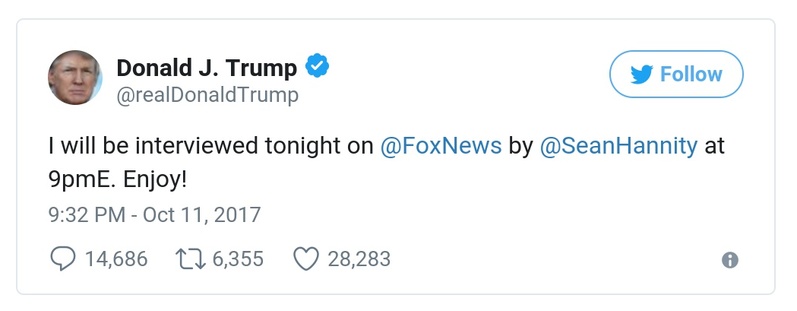 Donald J. Trump
@realDonaldTrump
Follow
I will be interviewed tonight on @FoxNews by @SeanHannity at
9pmE. Enjoy!
9:32 PM - Oct 11, 2017
14,686 6,355 28,283